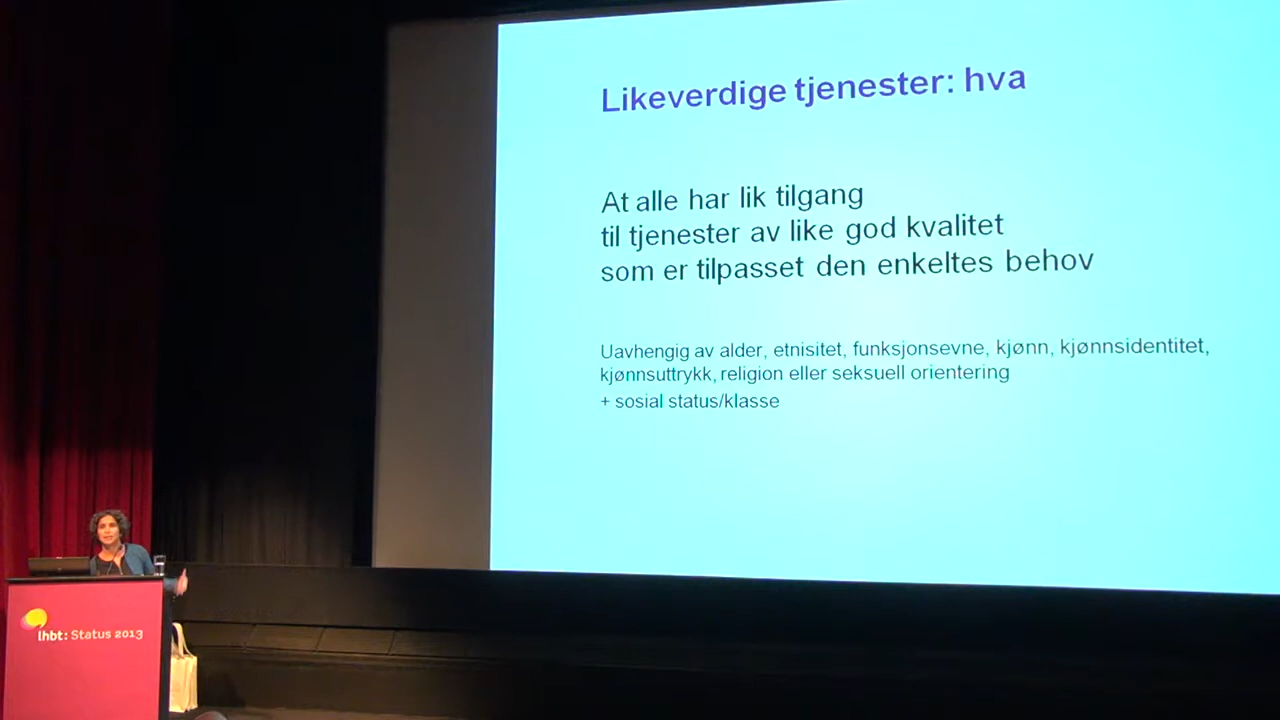 Likeverdige tjenester: hva
At alle har lik tilgang
til tjenester av like god kvalitet
som er tilpasset den enkeltes behov
Uavhengig av alder, etnisitet, funksjonsevne, kjønn, kjønnsidentitet,
kjønnsuttrykk, religion eller seksuell orientering
+ sosial status/klasse
lhbt: Status 2013